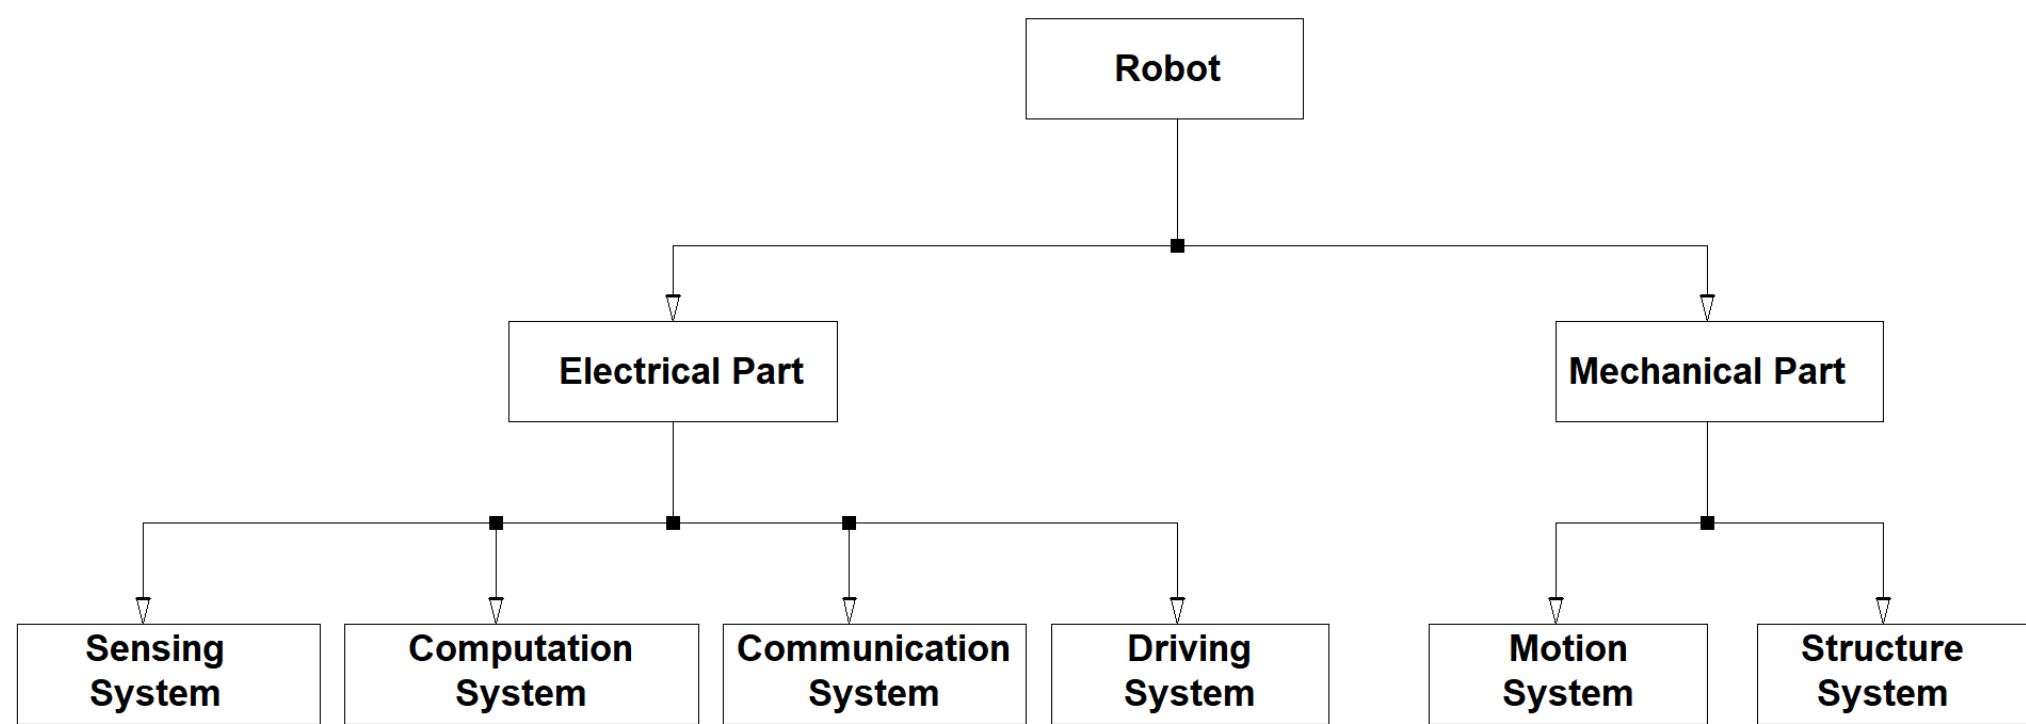 Robot
Electrical Part
Mechanical Part
Sensing
System
Computation
System
Communication
System
Driving
System
Motion
System
Structure
System